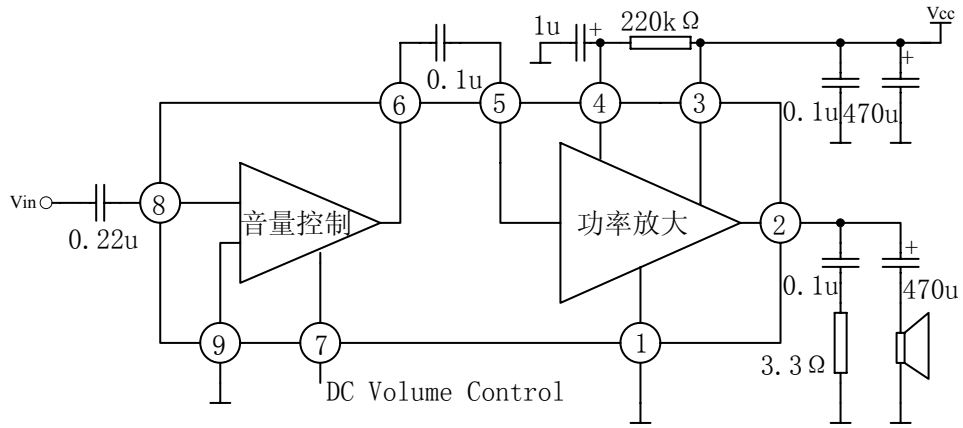 1u
+
220kΩ
Vcc
0.1u
+
6
5
4
3
0.1u
470u
Vin
8
音量控制
功率放大
2
0.22u
+
0.1u
470u
9
7
1
3.3Ω
DC Volume Control